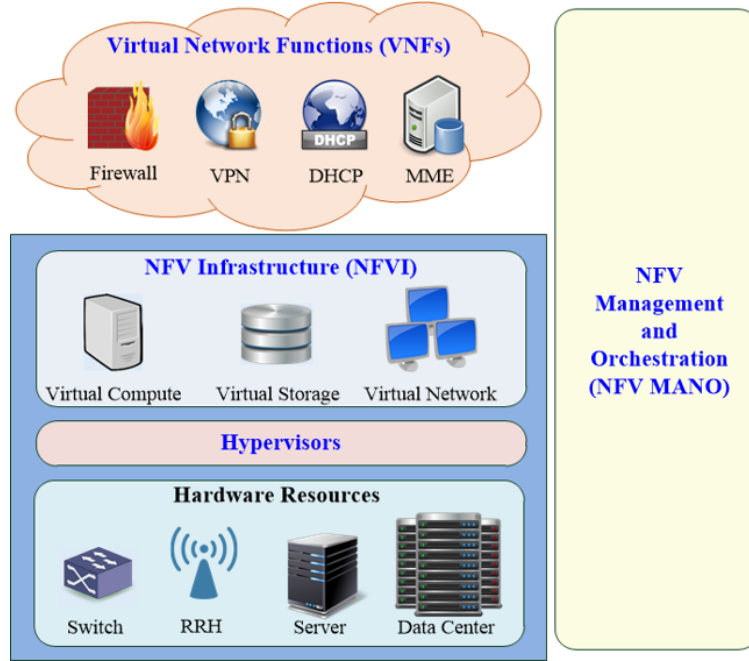 Virtual Network Functions (VNFs)
DHCP
Firewall
VPN
DHCP
MME
NFV Infrastructure (NFVI)
Virtual Compute
Virtual Storage
Virtual Network
Hypervisors
Hardware Resources
Switch
RRH
Server
Data Center
NFV
Management
and
Orchestration
(NFV MANO)